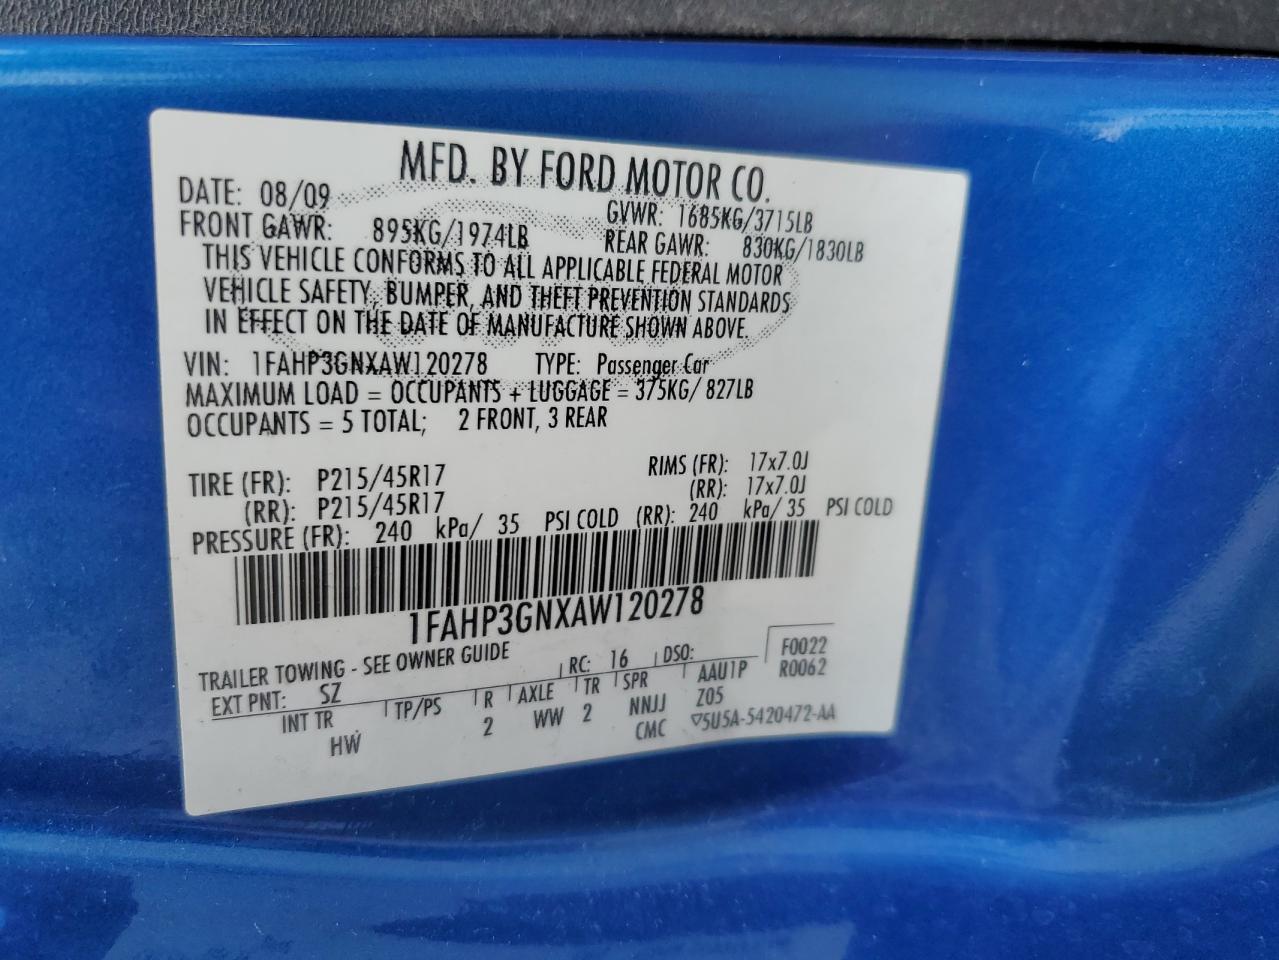 MFD. BY FORD MOTOR CO.
DATE: 08/09 GVWR: 1685KG/3715LB
FRONT GAWR: 895KG/1974LB REAR GAWR: 830KG/1830LB
THIS VEHICLE CONFORMS TO ALL APPLICABLE FEDERAL MOTOR
VEHICLE SAFETY, BUMPER, AND THEFT PREVENTION STANDARDS
IN EFFECT ON THE DATE OF MANUFACTURE SHOWN ABOVE.
VIN: 1FAHP3GNXAW120278 TYPE: Passenger Car
MAXIMUM LOAD = OCCUPANTS + LUGGAGE = 375KG/ 827LB
OCCUPANTS = 5 TOTAL; 2 FRONT, 3 REAR
TIRE (FR): P215/45R17 RIMS (FR): 17x7.0J
(RR): P215/45R17 (RR): 17x7.0J
PRESSURE (FR): 240 kPa/ 35 PSI COLD (RR): 240 kPa/ 35 PSI COLD
1FAHP3GNXAW120278
TRAILER TOWING - SEE OWNER GUIDE
F0022
EXT PNT: SZ RC: 16 DSO: R0062
INT TR TP/PS R AXLE TR SPR AAU1P
HW 2 WW 2 NNJJ Z05
CMC ▽5U5A-5420472-AA